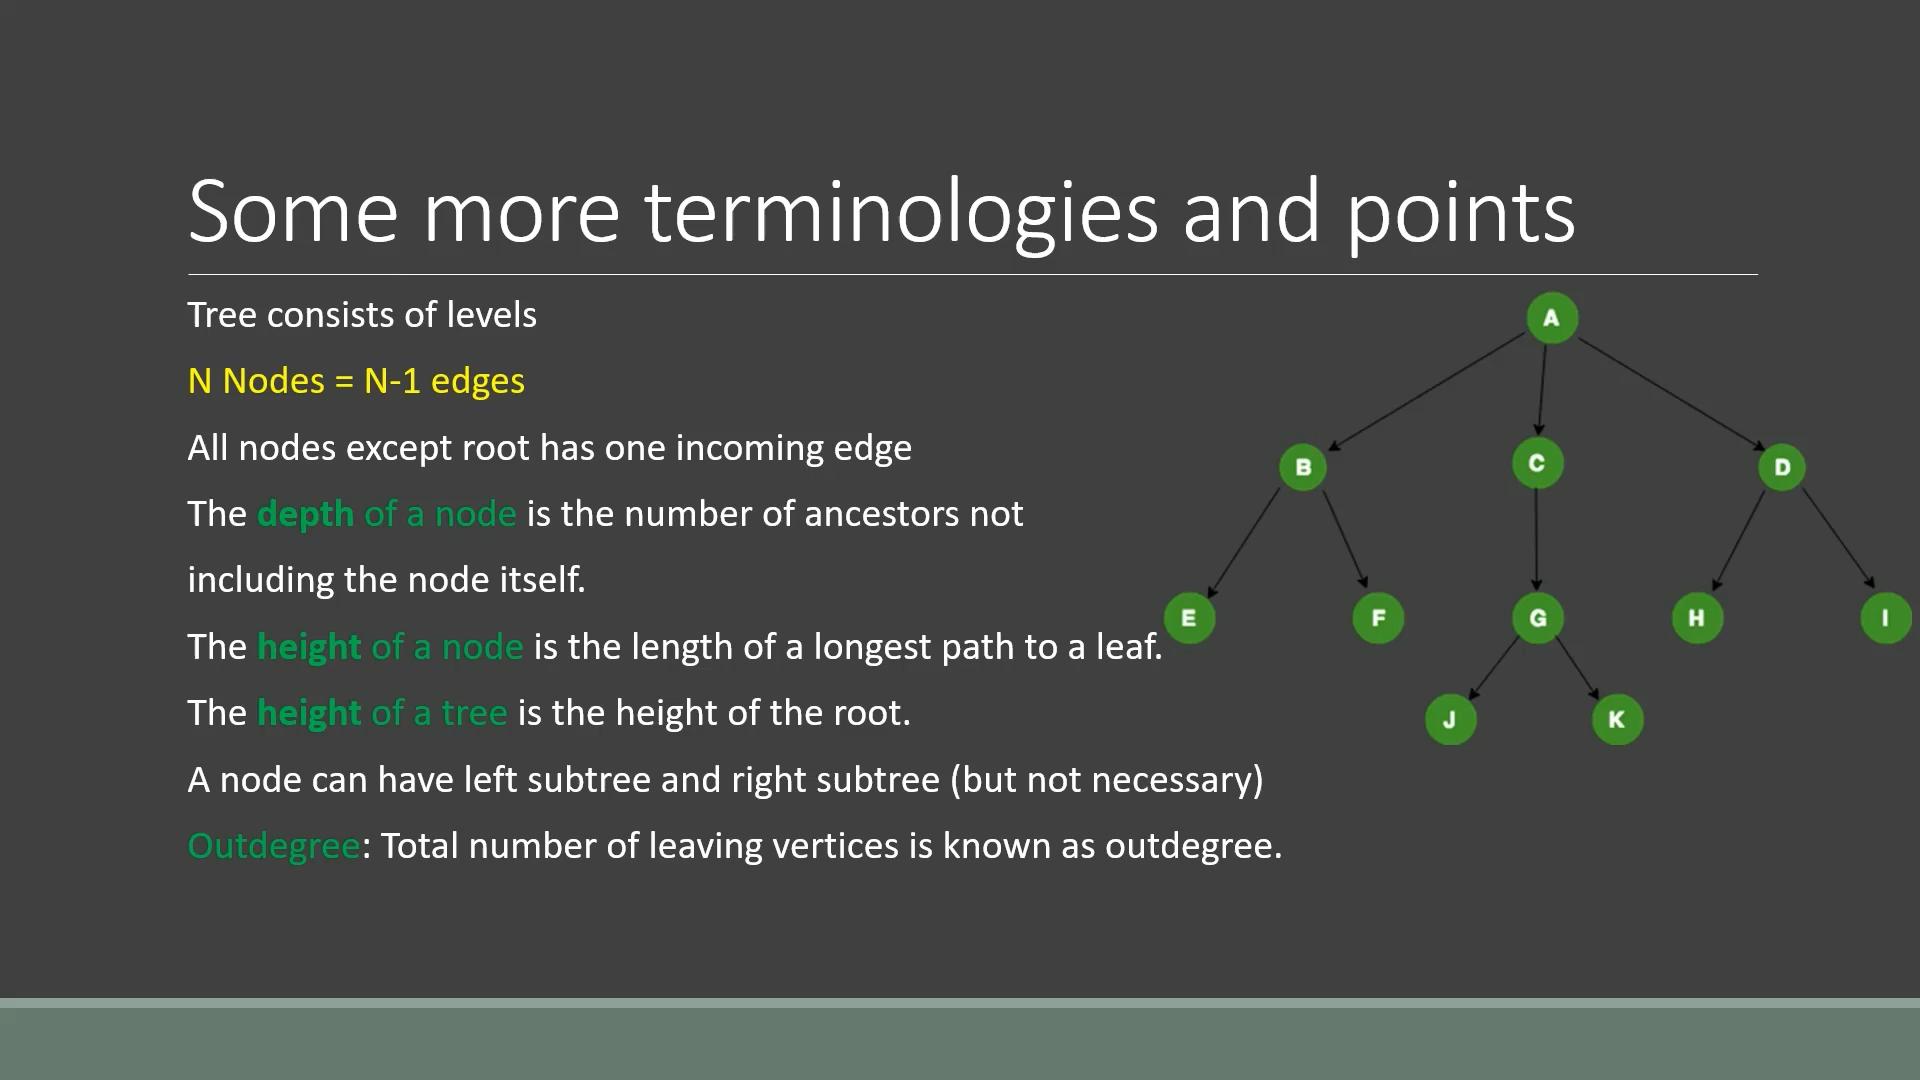 Some more terminologies and points
Tree consists of levels
N Nodes = N-1 edges
All nodes except root has one incoming edge
The depth of a node is the number of ancestors not
including the node itself.
The height of a node is the length of a longest path to a leaf.
The height of a tree is the height of the root.
A node can have left subtree and right subtree (but not necessary)
Outdegree: Total number of leaving vertices is known as outdegree.
A
B
C
D
E
F
G
H
I
J
K